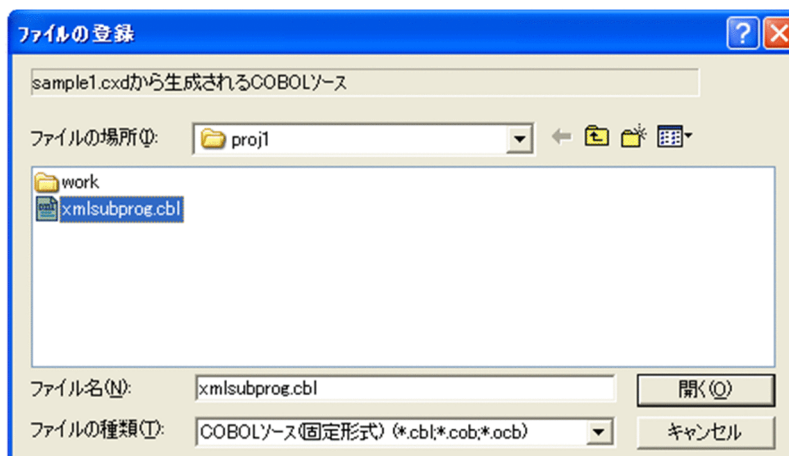 ファイルの登録
sample1.cxdから生成されるCOBOLソース
ファイルの場所(I): proj1
work
xmlsubprog.cbl
ファイル名(N): xmlsubprog.cbl 開く(O)
ファイルの種類(T): COBOLソース(固定形式) (*.cbl;*.cob;*.ocb) キャンセル